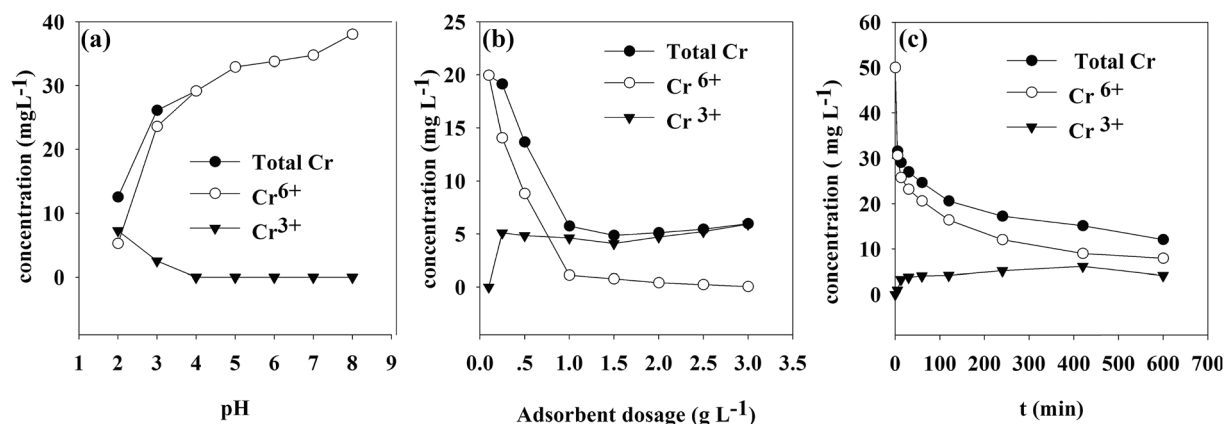 (a)
concentration (mgL⁻¹)
40
30
20
10
0
Total Cr
Cr⁶⁺
Cr³⁺
1 2 3 4 5 6 7 8 9
pH
(b)
concentration (mg L⁻¹)
25
20
15
10
5
0
Total Cr
Cr ⁶⁺
Cr ³⁺
0.0 .5 1.0 1.5 2.0 2.5 3.0 3.5
Adsorbent dosage (g L⁻¹)
(c)
concentration ( mg L⁻¹)
60
50
40
30
20
10
0
Total Cr
Cr ⁶⁺
Cr ³⁺
0 100 200 300 400 500 600 700
t (min)